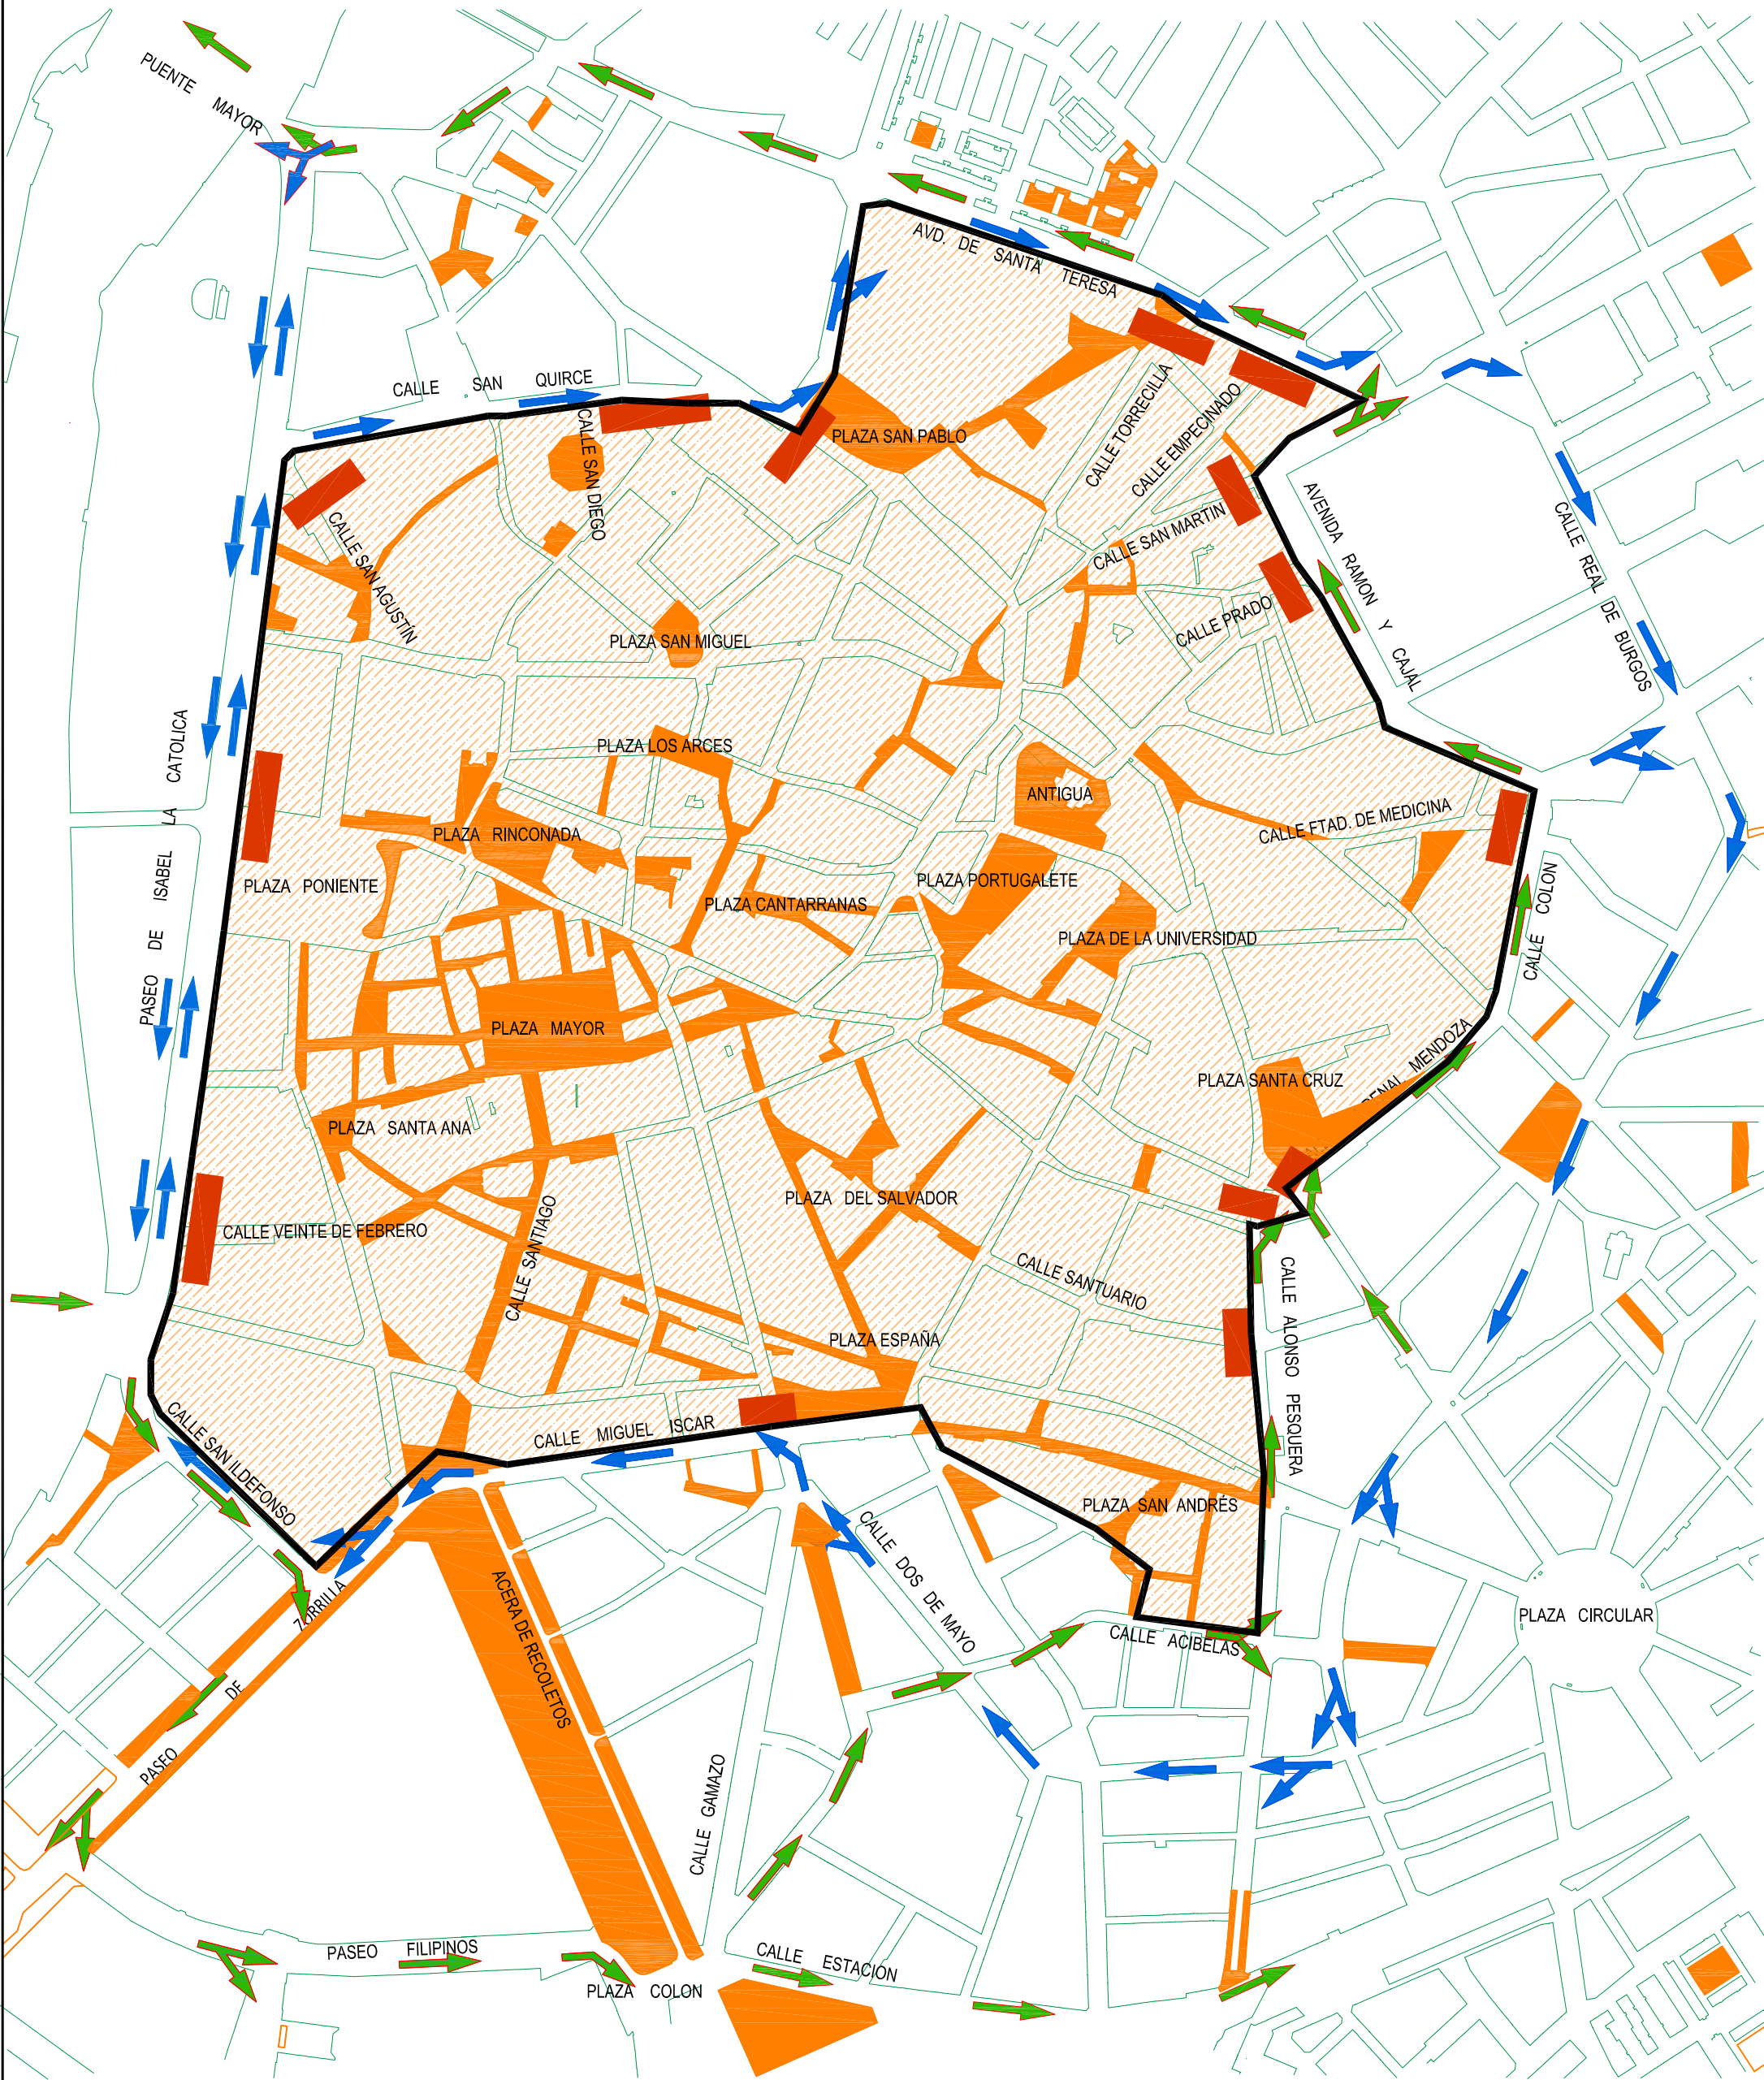 PUENTE MAYOR
AVD. DE SANTA TERESA
CALLE SAN QUIRCE
CALLE SAN DIEGO
PLAZA SAN PABLO
CALLE TORRECILLA
CALLE EMPECINADO
CALLE SAN MARTIN
AVENIDA RAMON Y CAJAL
CALLE REAL DE BURGOS
CALLE SAN AGUSTÍN
CALLE PRADO
PLAZA SAN MIGUEL
PASEO DE ISABEL LA CATOLICA
PLAZA LOS ARCES
ANTIGUA
CALLE FTAD. DE MEDICINA
PLAZA RINCONADA
PLAZA PONIENTE
PLAZA PORTUGALETE
PLAZA CANTARRANAS
CALLE COLON
PLAZA DE LA UNIVERSIDAD
PLAZA MAYOR
PLAZA SANTA CRUZ
MENDOZA
PLAZA SANTA ANA
PLAZA DEL SALVADOR
CALLE VEINTE DE FEBRERO
CALLE SANTIAGO
CALLE SANTUARIO
CALLE ALONSO PESQUERA
PLAZA ESPAÑA
CALLE SAN ILDEFONSO
CALLE MIGUEL ISCAR
PLAZA SAN ANDRÉS
CALLE DOS DE MAYO
ACERA DE RECOLETOS
PLAZA CIRCULAR
CALLE ACIBELAS
PASEO DE ZORRILLA
CALLE GAMAZO
PASEO FILIPINOS
CALLE ESTACIÓN
PLAZA COLON